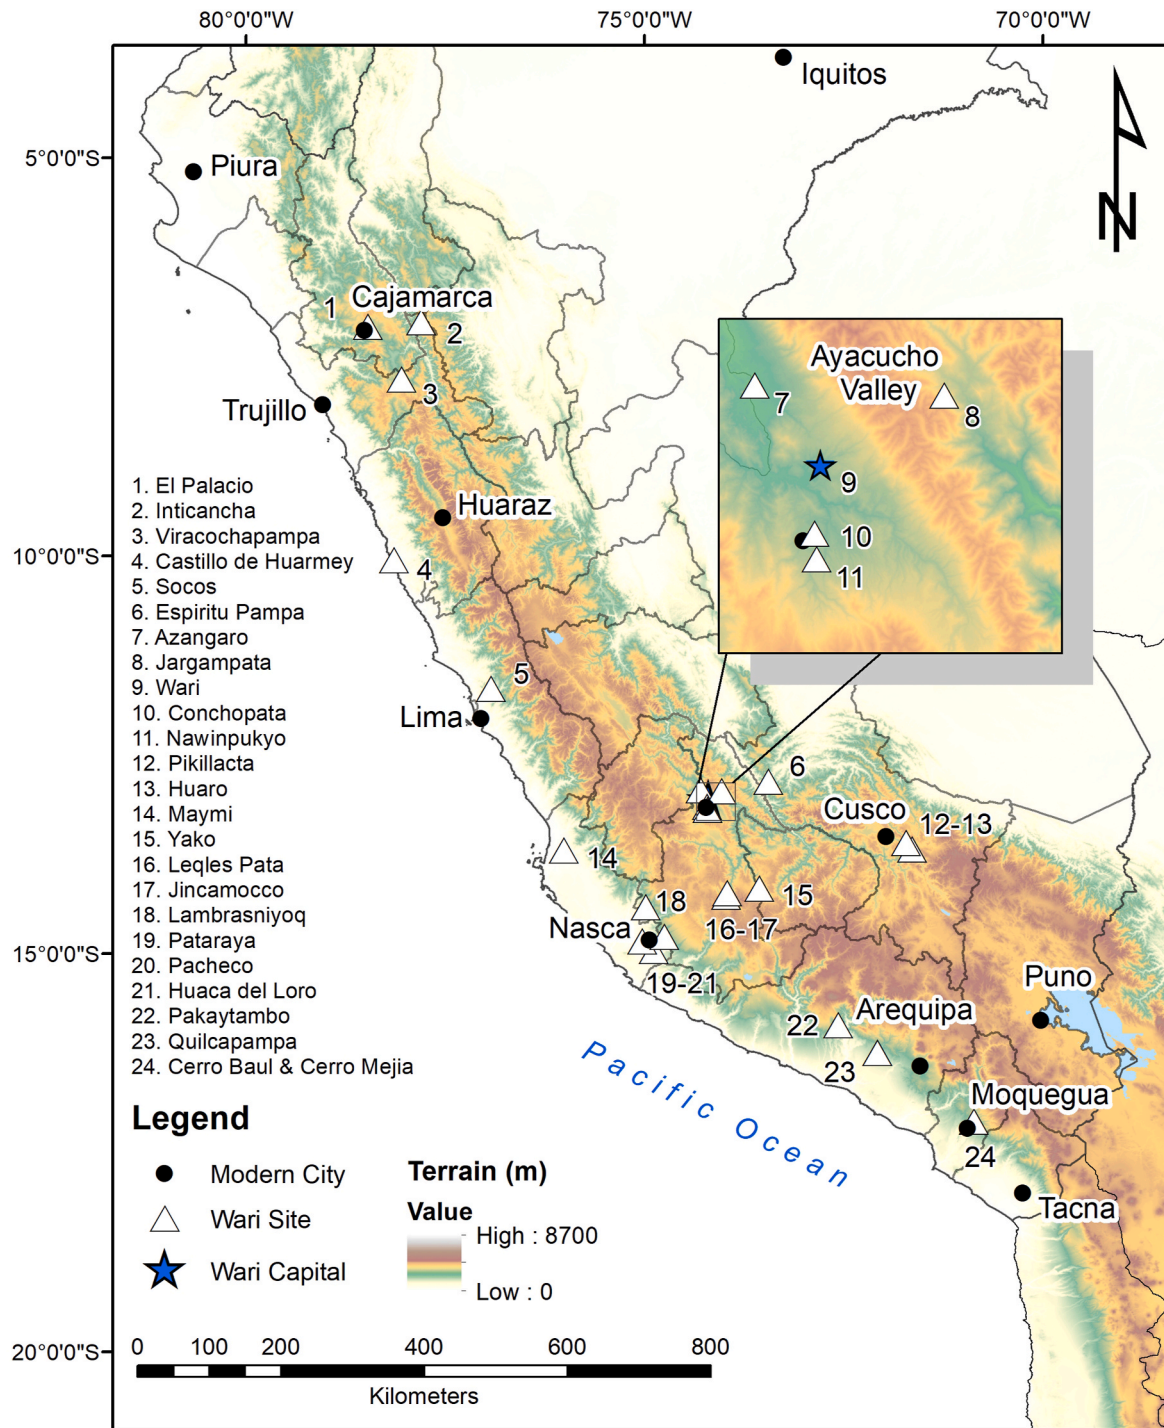 80°0'0"W 75°0'0"W 70°0'0"W
Iquitos
5°0'0"S
Piura
N
1 Cajamarca
2
3
Trujillo
Ayacucho
Valley
7
8
9
10
11
1. El Palacio
2. Inticancha
3. Viracochapampa
4. Castillo de Huarmey
5. Socos
6. Espiritu Pampa
7. Azangaro
8. Jargampata
9. Wari
10. Conchopata
11. Nawinpukyo
12. Pikillacta
13. Huaro
14. Maymi
15. Yako
16. Leqles Pata
17. Jincamocco
18. Lambrasniyoq
19. Pataraya
20. Pacheco
21. Huaca del Loro
22. Pakaytambo
23. Quilcapampa
24. Cerro Baul & Cerro Mejia
Huaraz
10°0'0"S
4
5
Lima
6
Cusco 12-13
14
15
18
16-17
Nasca
15°0'0"S
19-21
Puno
22 Arequipa
23
Pacific Ocean
Moquegua
24
Tacna
Legend
Modern City
Wari Site
Wari Capital
Terrain (m)
Value
High : 8700
Low : 0
20°0'0"S
0 100 200 400 600 800
Kilometers